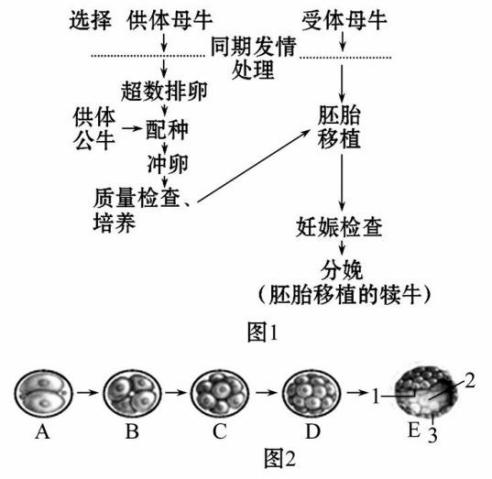 选择 供体母牛 受体母牛
同期发情
处理
超数排卵
供体
公牛
配种
冲卵
质量检查、
培养
胚胎
移植
妊娠检查
分娩
(胚胎移植的犊牛)
图1
1
2
3
A B C D E
图2